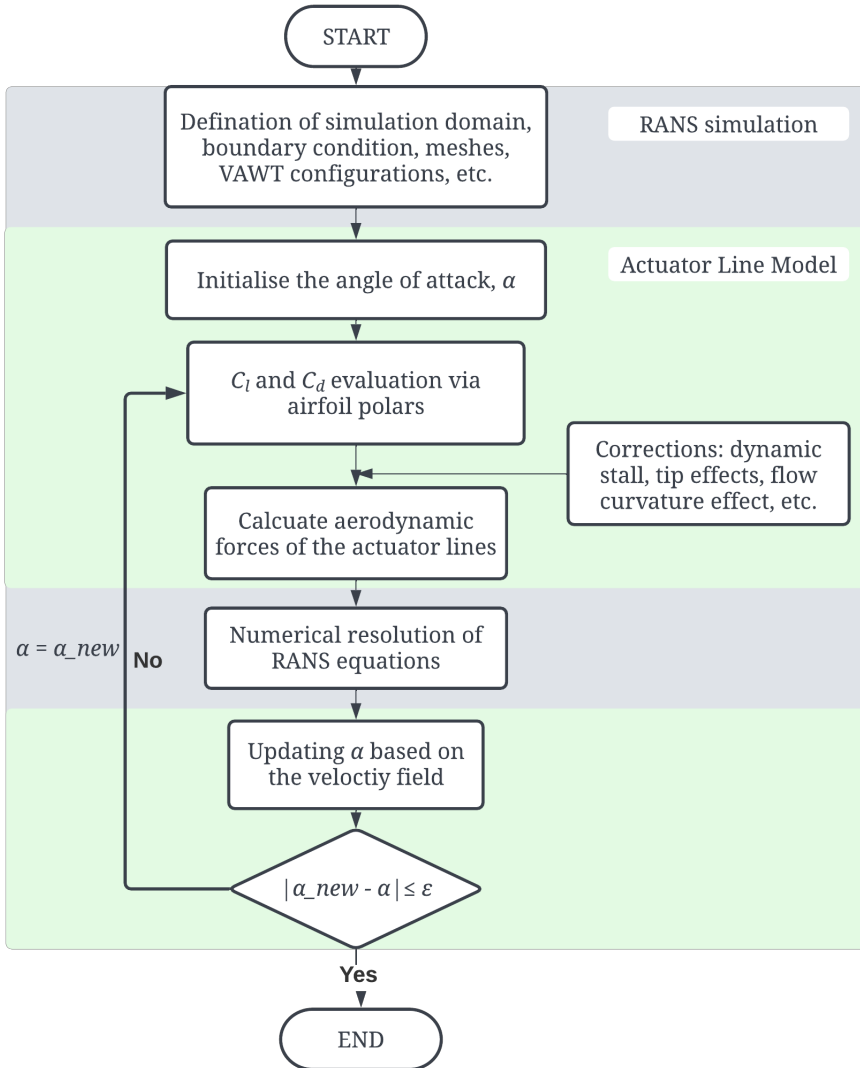 START
Defination of simulation domain,
boundary condition, meshes,
VAWT configurations, etc.
RANS simulation
Initialise the angle of attack, α
Actuator Line Model
C_l and C_d evaluation via
airfoil polars
Corrections: dynamic
stall, tip effects, flow
curvature effect, etc.
Calcuate aerodynamic
forces of the actuator lines
Numerical resolution of
RANS equations
α = α_new
No
Updating α based on
the veloctiy field
|α_new - α|≤ ε
Yes
END